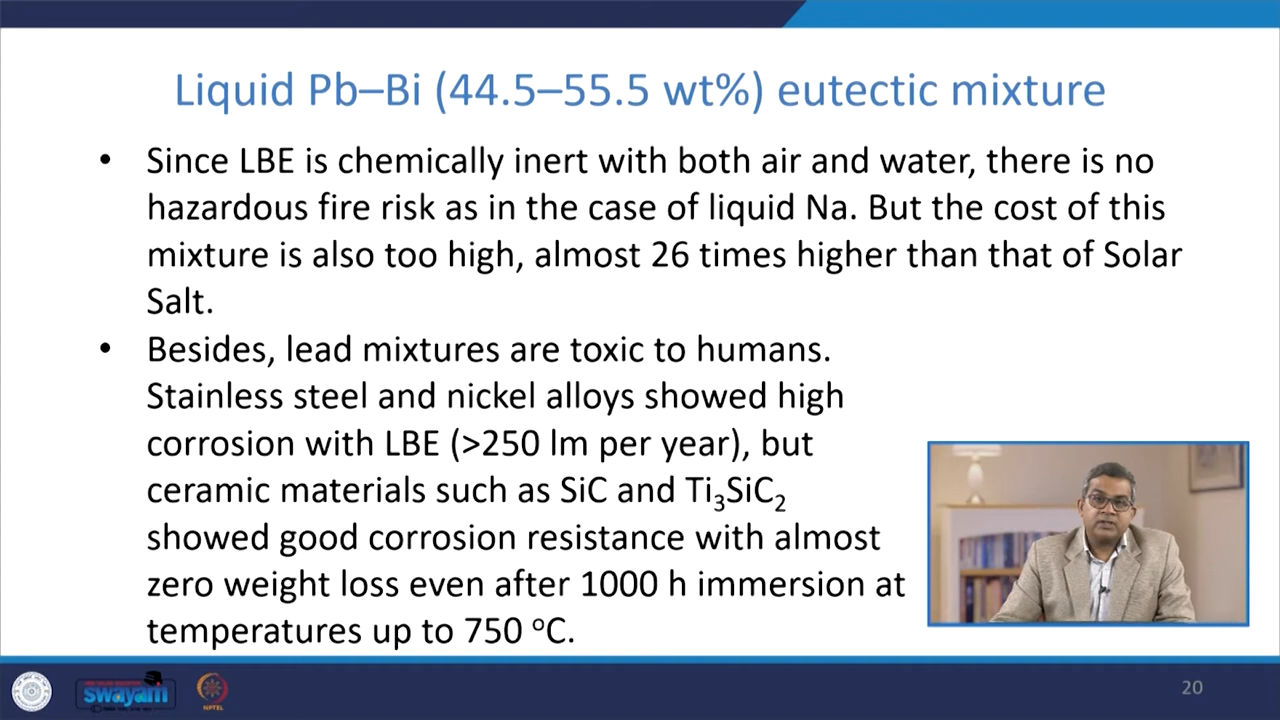 Liquid Pb–Bi (44.5–55.5 wt%) eutectic mixture
• Since LBE is chemically inert with both air and water, there is no
hazardous fire risk as in the case of liquid Na. But the cost of this
mixture is also too high, almost 26 times higher than that of Solar
Salt.
• Besides, lead mixtures are toxic to humans.
Stainless steel and nickel alloys showed high
corrosion with LBE (>250 lm per year), but
ceramic materials such as SiC and Ti₃SiC₂
showed good corrosion resistance with almost
zero weight loss even after 1000 h immersion at
temperatures up to 750 ᵒC.
swayam
NPTEL
20